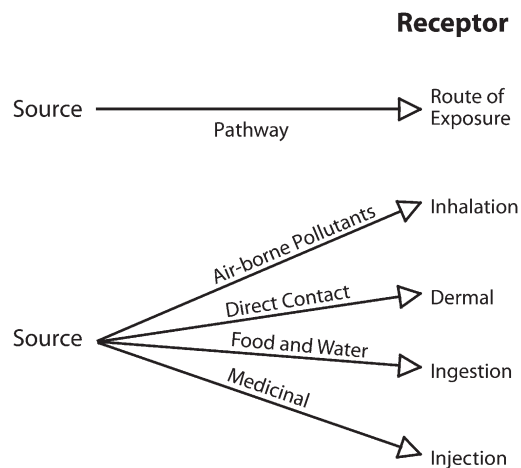 Receptor
Source
Pathway
Route of
Exposure
Air-borne Pollutants
Inhalation
Direct Contact
Dermal
Source
Food and Water
Ingestion
Medicinal
Injection